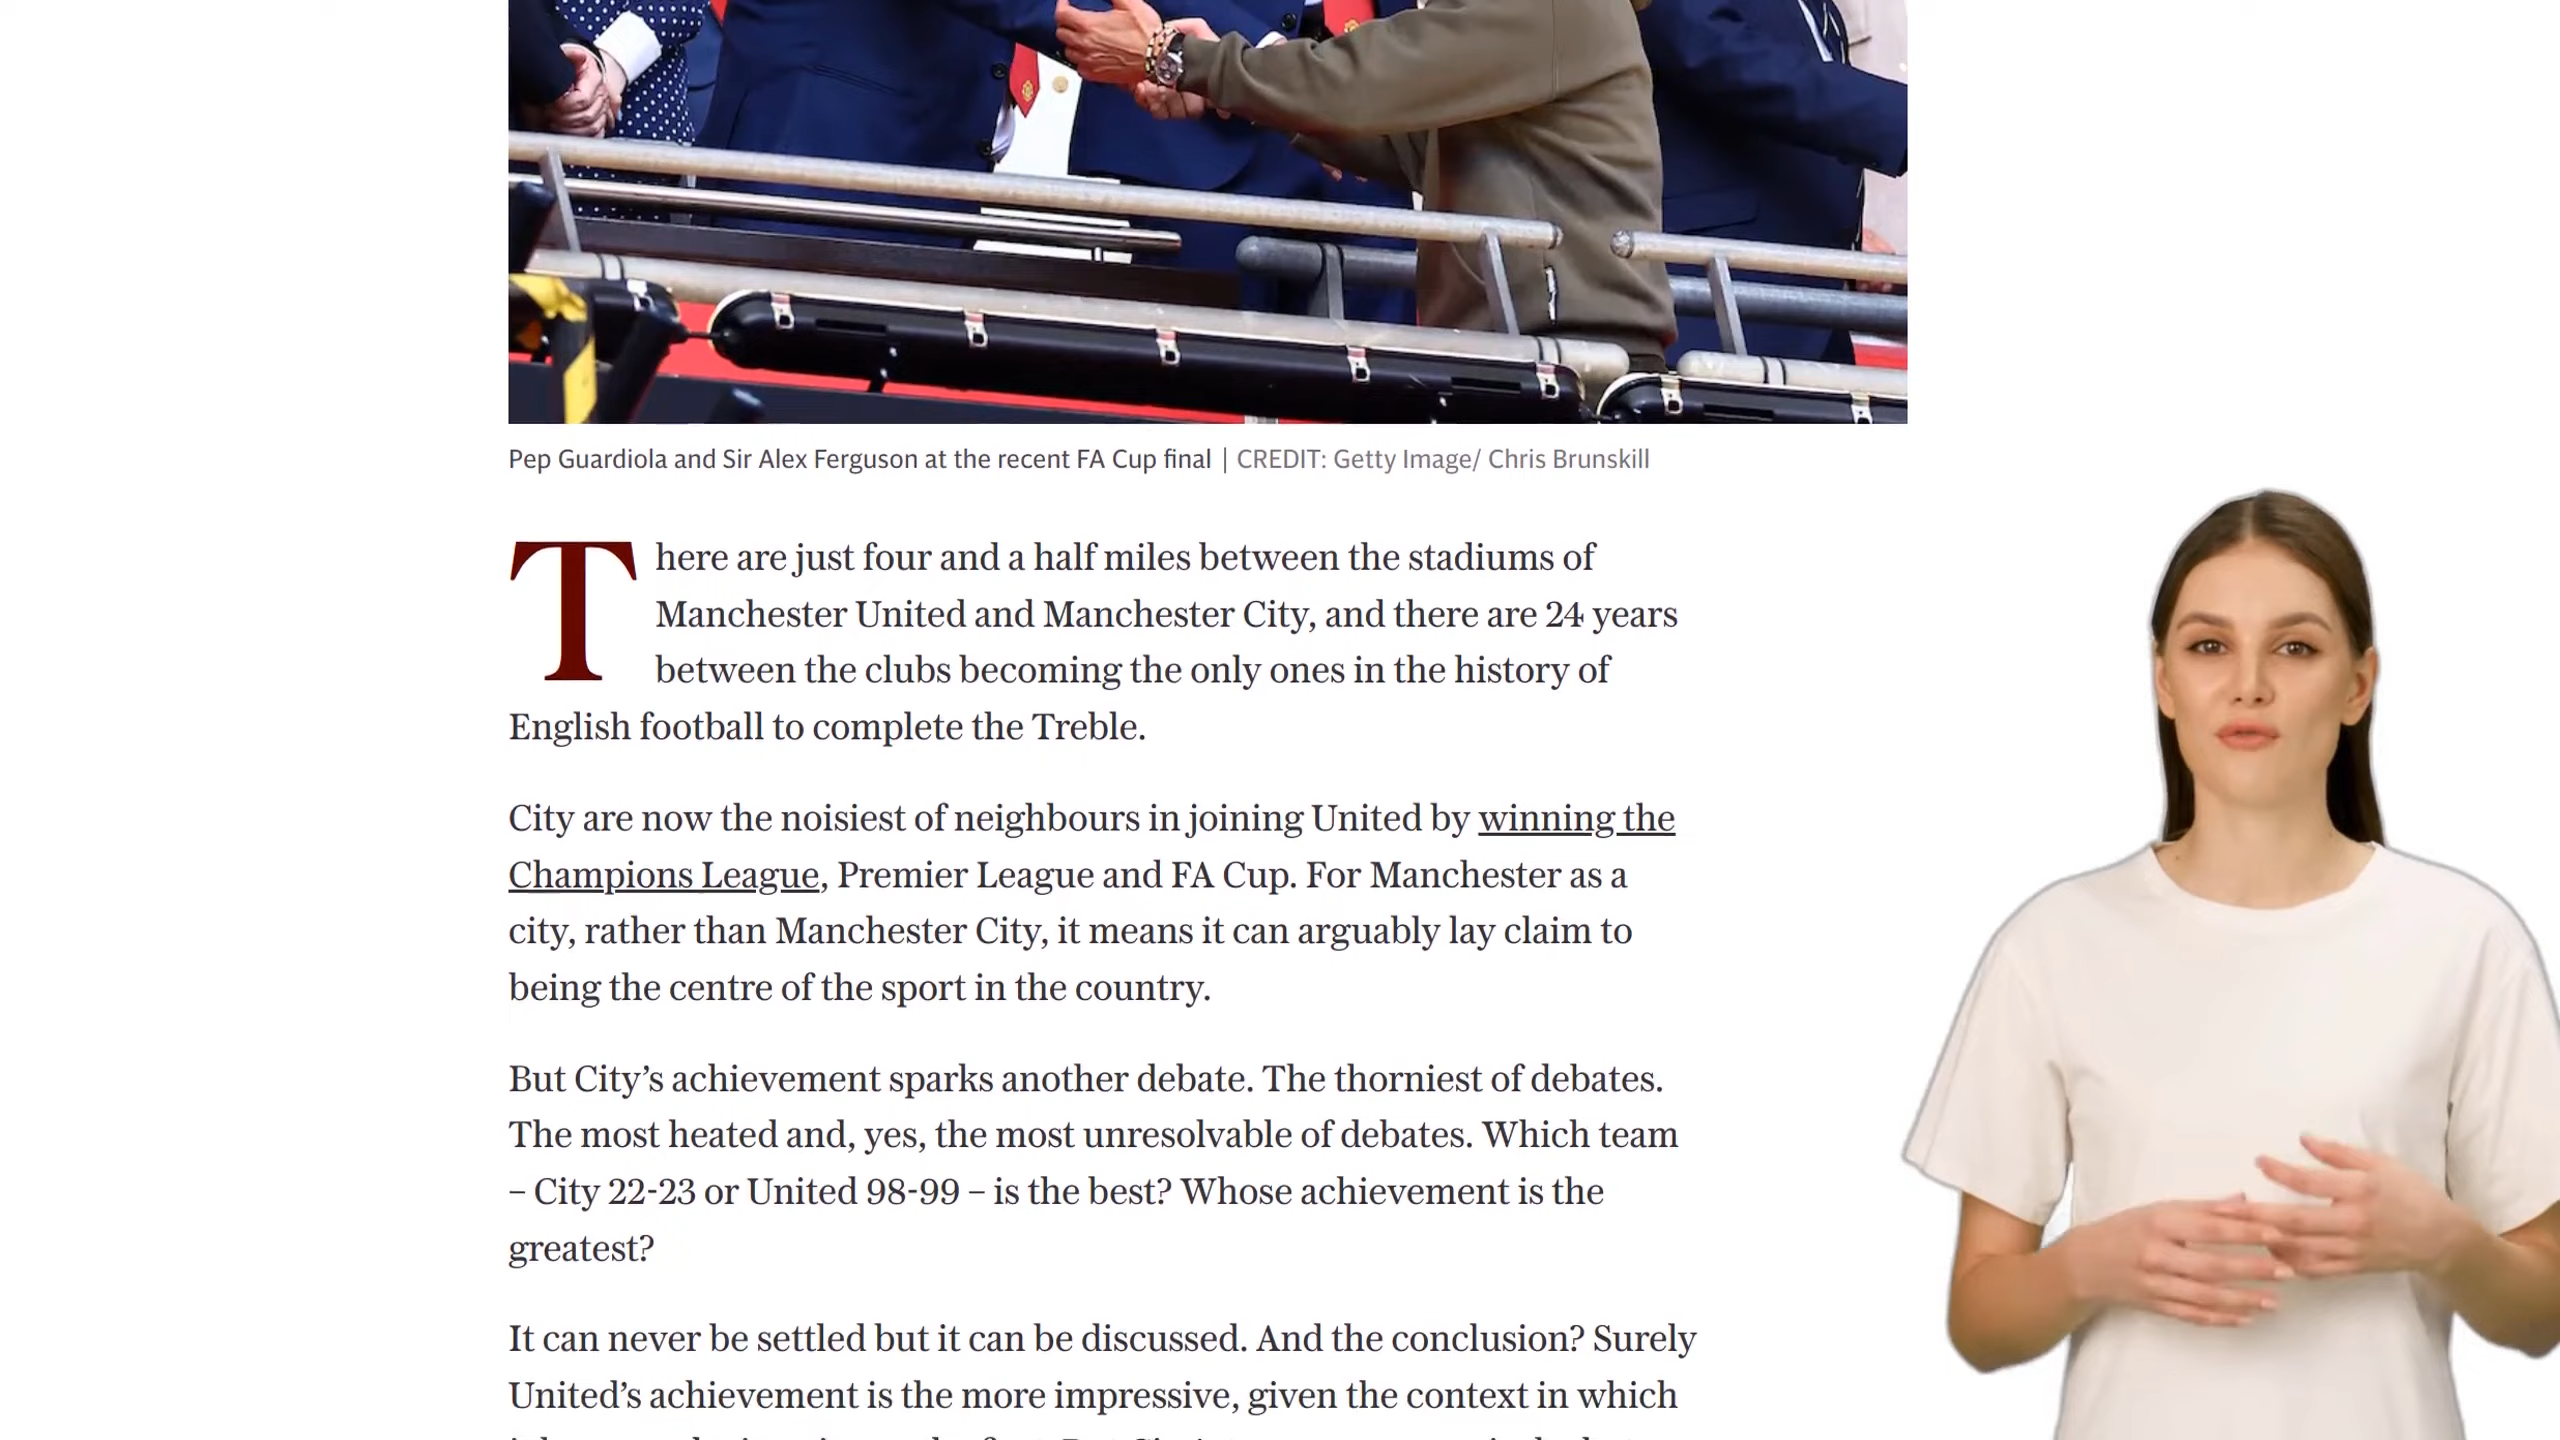 Pep Guardiola and Sir Alex Ferguson at the recent FA Cup final | CREDIT: Getty Image/ Chris Brunskill
There are just four and a half miles between the stadiums of
Manchester United and Manchester City, and there are 24 years
between the clubs becoming the only ones in the history of
English football to complete the Treble.
City are now the noisiest of neighbours in joining United by winning the
Champions League, Premier League and FA Cup. For Manchester as a
city, rather than Manchester City, it means it can arguably lay claim to
being the centre of the sport in the country.
But City’s achievement sparks another debate. The thorniest of debates.
The most heated and, yes, the most unresolvable of debates. Which team
– City 22-23 or United 98-99 – is the best? Whose achievement is the
greatest?
It can never be settled but it can be discussed. And the conclusion? Surely
United’s achievement is the more impressive, given the context in which